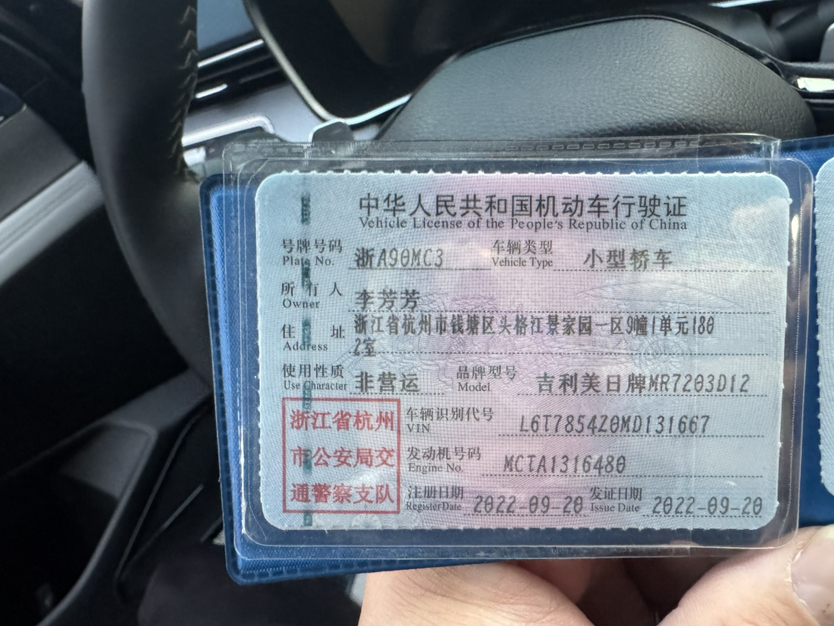 中华人民共和国机动车行驶证
Vehicle License of the People's Republic of China
号牌号码 浙A90MC3 车辆类型 小型轿车
Plate No. Vehicle Type
所有人 李芳芳
Owner
住址 浙江省杭州市钱塘区头格江景家园一区9幢1单元180
Address 2室
使用性质 非营运 品牌型号 吉利美日牌MR7203D12
Use Character Model
浙江省杭州
市公安局交
通警察支队
车辆识别代号 L6T7854Z0MD131667
VIN
发动机号码 MCTA1316480
Engine No.
注册日期 2022-09-20 发证日期 2022-09-20
Register Date Issue Date